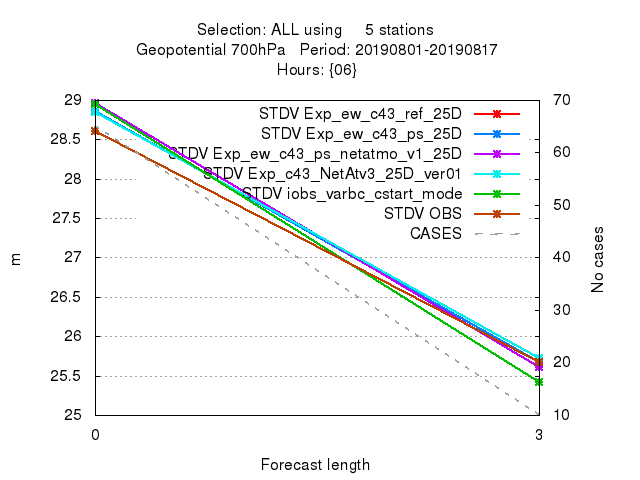 Selection: ALL using 5 stations
Geopotential 700hPa Period: 20190801-20190817
Hours: {06}
29
70
STDV Exp_ew_c43_ref_25D
28.5
STDV Exp_ew_c43_ps_25D
60
STDV Exp_ew_c43_ps_netatmo_v1_25D
28
STDV Exp_c43_NetAtv3_25D_ver01
STDV iobs_varbc_cstart_mode
50
27.5
STDV OBS
CASES
27
40
m
No cases
26.5
30
26
20
25.5
25
10
0
3
Forecast length